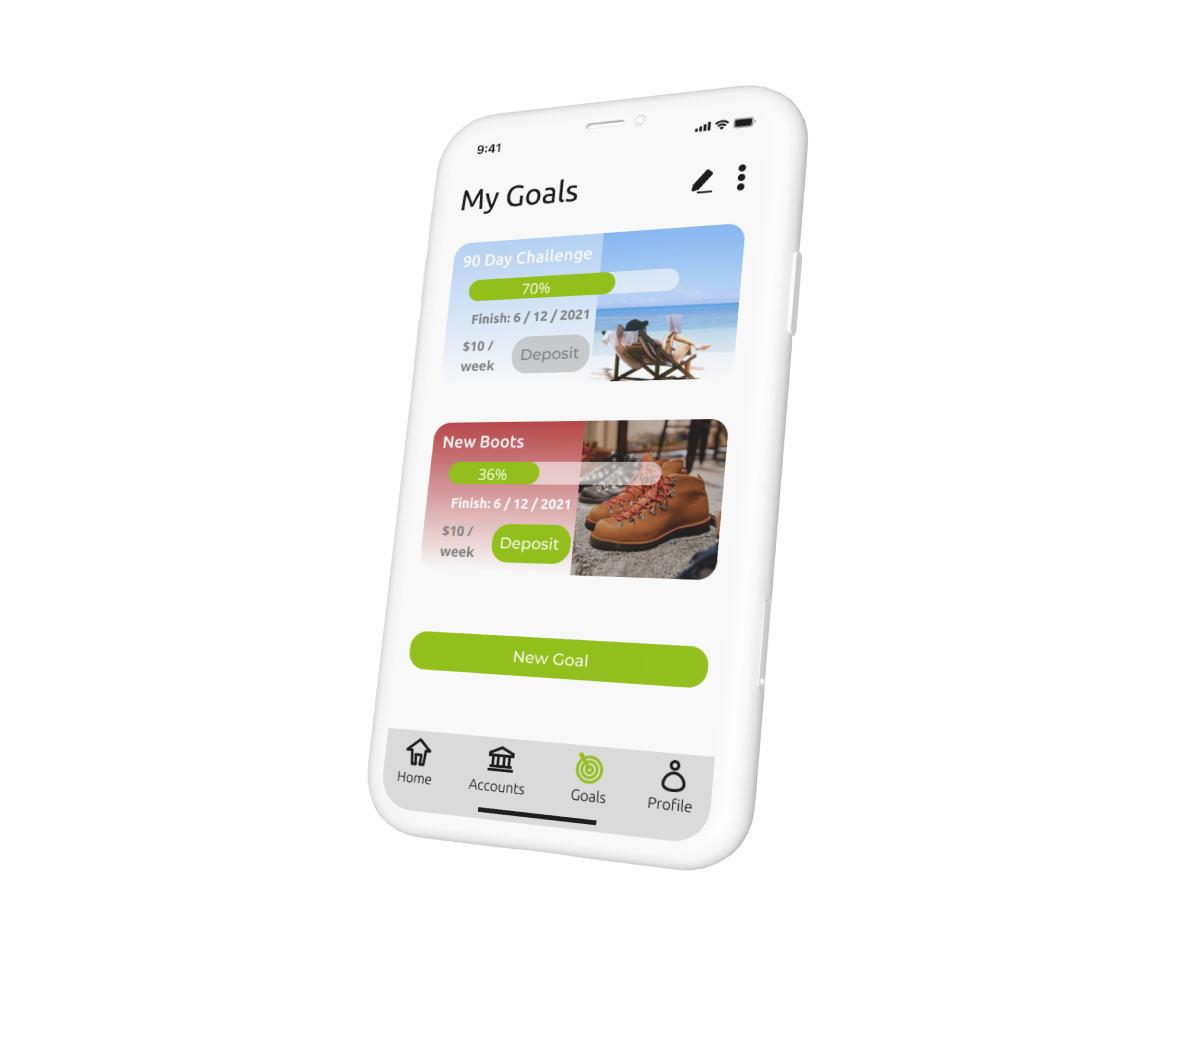 9:41
My Goals
90 Day Challenge
70%
Finish: 6 / 12 / 2021
$10 /
week
Deposit
New Boots
36%
Finish: 6 / 12 / 2021
$10 /
week
Deposit
New Goal
Home
Accounts
Goals
Profile